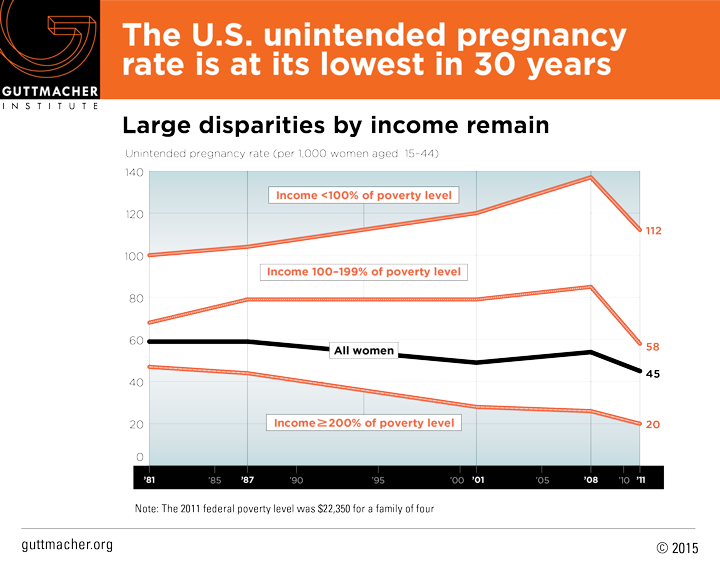 The U.S. unintended pregnancy
rate is at its lowest in 30 years
GUTTMACHER
INSTITUTE
Large disparities by income remain
Unintended pregnancy rate (per 1,000 women aged 15–44)
140
120
100
80
60
40
20
0
Income <100% of poverty level
112
Income 100–199% of poverty level
58
All women
45
Income ≥ 200% of poverty level
20
'81 '85 '87 '90 '95 '00 '01 '05 '08 '10 '11
Note: The 2011 federal poverty level was $22,350 for a family of four
guttmacher.org
© 2015